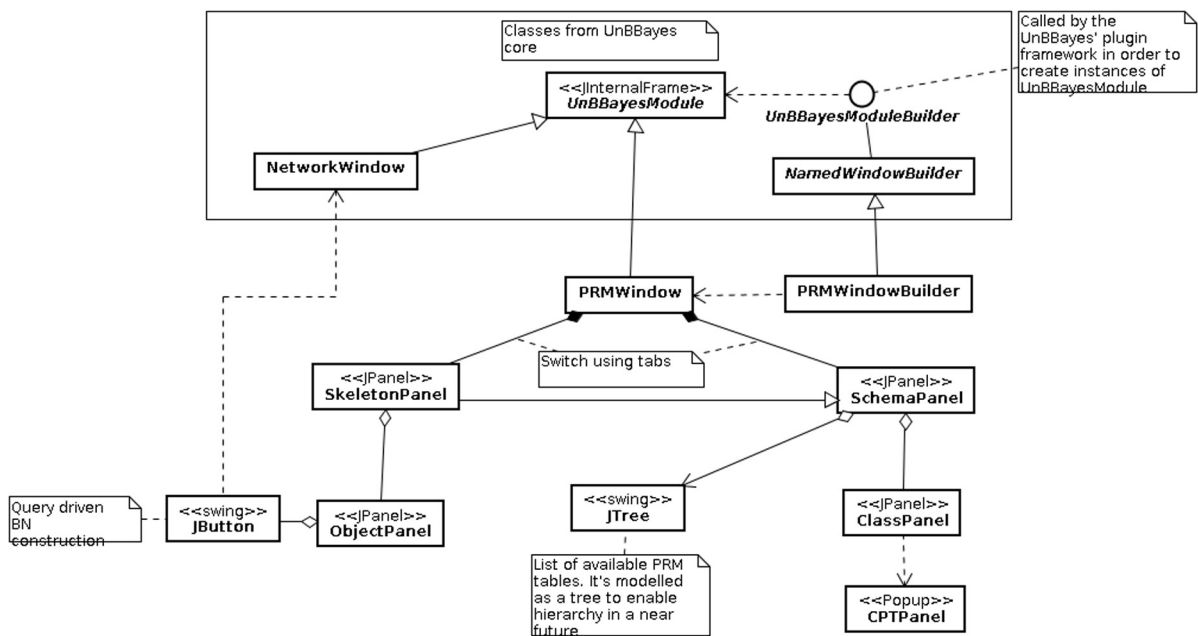 Classes from UnBBayes
core
Called by the
UnBBayes' plugin
framework in order to
create instances of
UnBBayesModule
<<JInternalFrame>>
UnBBayesModule
UnBBayesModuleBuilder
NetworkWindow
NamedWindowBuilder
PRMWindow
PRMWindowBuilder
Switch using tabs
<<JPanel>>
SkeletonPanel
<<JPanel>>
SchemaPanel
Query driven
BN
construction
<<swing>>
JButton
<<JPanel>>
ObjectPanel
<<swing>>
JTree
<<JPanel>>
ClassPanel
List of available PRM
tables. It's modelled
as a tree to enable
hierarchy in a near
future
<<Popup>>
CPTPanel